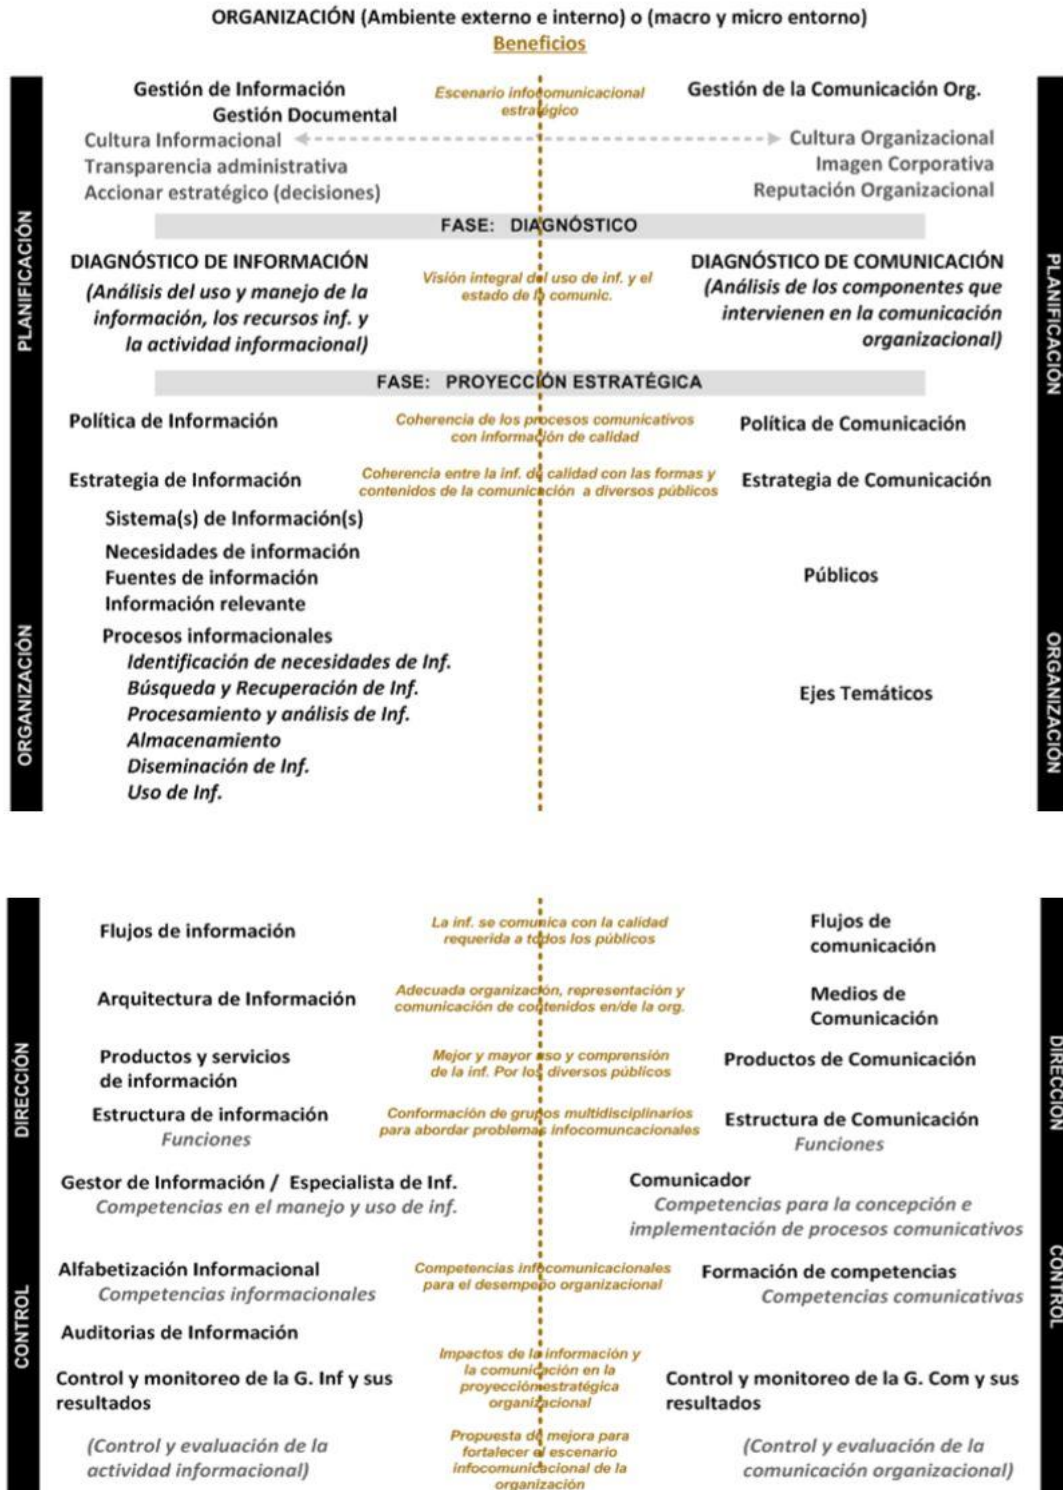 ORGANIZACIÓN (Ambiente externo e interno) o (macro y micro entorno)
Beneficios
PLANIFICACIÓN
ORGANIZACIÓN
Gestión de Información
Gestión Documental
Cultura Informacional
Transparencia administrativa
Accionar estratégico (decisiones)
Escenario infocomunicacional
estratégico
Gestión de la Comunicación Org.
Cultura Organizacional
Imagen Corporativa
Reputación Organizacional
PLANIFICACIÓN
ORGANIZACIÓN
FASE: DIAGNÓSTICO
DIAGNÓSTICO DE INFORMACIÓN
(Análisis del uso y manejo de la
información, los recursos inf. y
la actividad informacional)
Visión integral del uso de inf. y el
estado de la comunic.
DIAGNÓSTICO DE COMUNICACIÓN
(Análisis de los componentes que
intervienen en la comunicación
organizacional)
FASE: PROYECCIÓN ESTRATÉGICA
Política de Información
Coherencia de los procesos comunicativos
con información de calidad
Política de Comunicación
Estrategia de Información
Coherencia entre la inf. de calidad con las formas y
contenidos de la comunicación a diversos públicos
Estrategia de Comunicación
Sistema(s) de Información(s)
Necesidades de información
Fuentes de información
Información relevante
Públicos
Procesos informacionales
Identificación de necesidades de Inf.
Búsqueda y Recuperación de Inf.
Procesamiento y análisis de Inf.
Almacenamiento
Diseminación de Inf.
Uso de Inf.
Ejes Temáticos
DIRECCIÓN
CONTROL
Flujos de información
La inf. se comunica con la calidad
requerida a todos los públicos
Flujos de
comunicación
Arquitectura de Información
Adecuada organización, representación y
comunicación de contenidos en/de la org.
Medios de
Comunicación
Productos y servicios
de información
Mejor y mayor uso y comprensión
de la inf. Por los diversos públicos
Productos de Comunicación
Estructura de información
Funciones
Conformación de grupos multidisciplinarios
para abordar problemas infocomuncacionales
Estructura de Comunicación
Funciones
Gestor de Información / Especialista de Inf.
Competencias en el manejo y uso de inf.
Comunicador
Competencias para la concepción e
implementación de procesos comunicativos
Alfabetización Informacional
Competencias informacionales
Competencias infocomunicacionales
para el desempeño organizacional
Formación de competencias
Competencias comunicativas
Auditorias de Información
Control y monitoreo de la G. Inf y sus
resultados
Impactos de la información y
la comunicación en la
proyección estratégica
organizacional
Control y monitoreo de la G. Com y sus
resultados
(Control y evaluación de la
actividad informacional)
Propuesta de mejora para
fortalecer el escenario
infocomunicacional de la
organización
(Control y evaluación de la
comunicación organizacional)
DIRECCIÓN
CONTROL